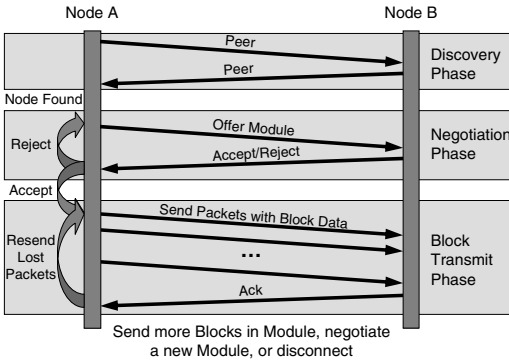 Node A
Node B
Peer
Peer
Discovery
Phase
Node Found
Offer Module
Accept/Reject
Reject
Negotiation
Phase
Accept
Send Packets with Block Data
...
Resend
Lost
Packets
Block
Transmit
Phase
Ack
Send more Blocks in Module, negotiate
a new Module, or disconnect